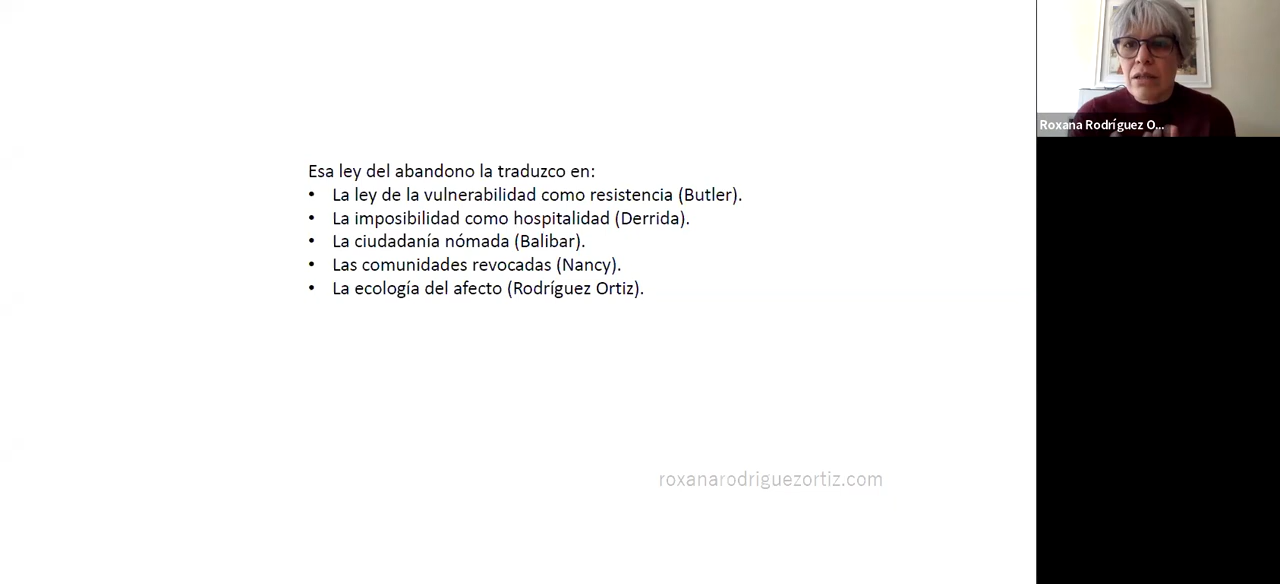 Esa ley del abandono la traduzco en:
• La ley de la vulnerabilidad como resistencia (Butler).
• La imposibilidad como hospitalidad (Derrida).
• La ciudadanía nómada (Balibar).
• Las comunidades revocadas (Nancy).
• La ecología del afecto (Rodríguez Ortiz).
roxanarodriguezortiz.com
Roxana Rodríguez O...